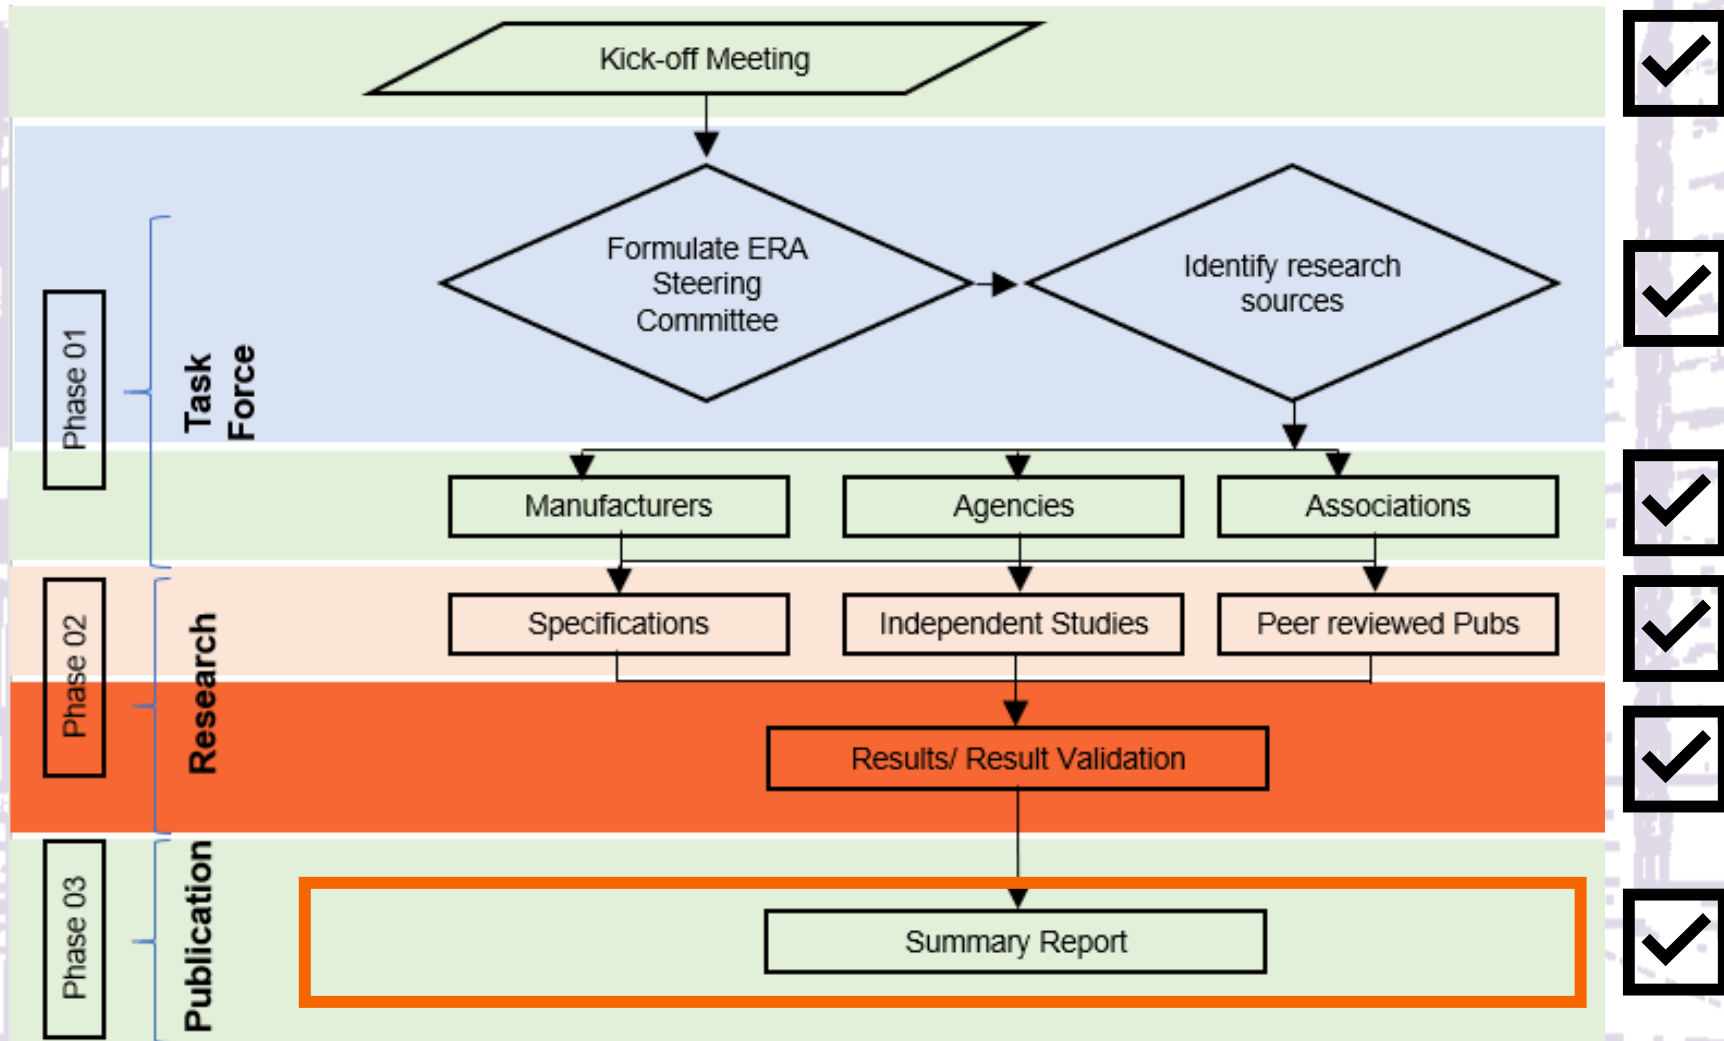 Kick-off Meeting
Formulate ERA
Steering
Committee
Identify research
sources
Phase 01
Task
Force
Manufacturers
Agencies
Associations
Phase 02
Research
Specifications
Independent Studies
Peer reviewed Pubs
Results/ Result Validation
Phase 03
Publication
Summary Report